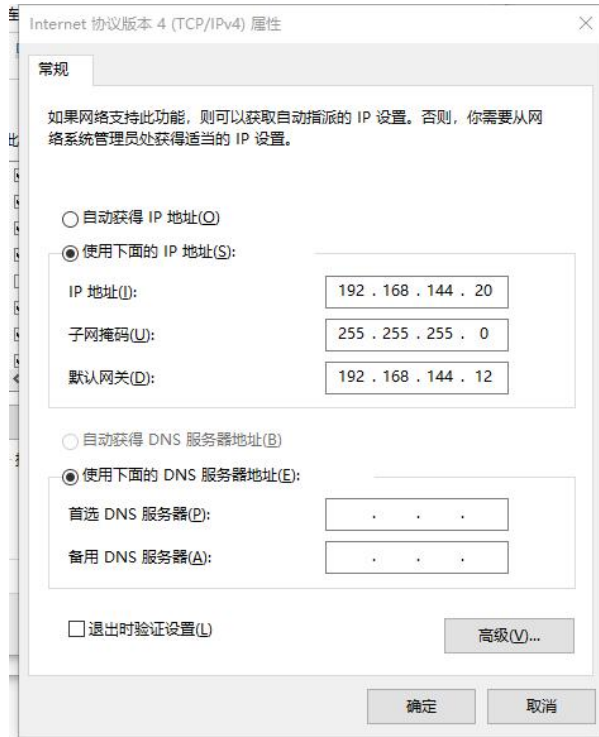 Internet 协议版本 4 (TCP/IPv4) 属性
常规
如果网络支持此功能，则可以获取自动指派的 IP 设置。否则，你需要从网
络系统管理员处获得适当的 IP 设置。
自动获得 IP 地址(O)
使用下面的 IP 地址(S):
IP 地址(I): 192 . 168 . 144 . 20
子网掩码(U): 255 . 255 . 255 . 0
默认网关(D): 192 . 168 . 144 . 12
自动获得 DNS 服务器地址(B)
使用下面的 DNS 服务器地址(E):
首选 DNS 服务器(P): . . .
备用 DNS 服务器(A): . . .
退出时验证设置(L)
高级(V)...
确定 取消